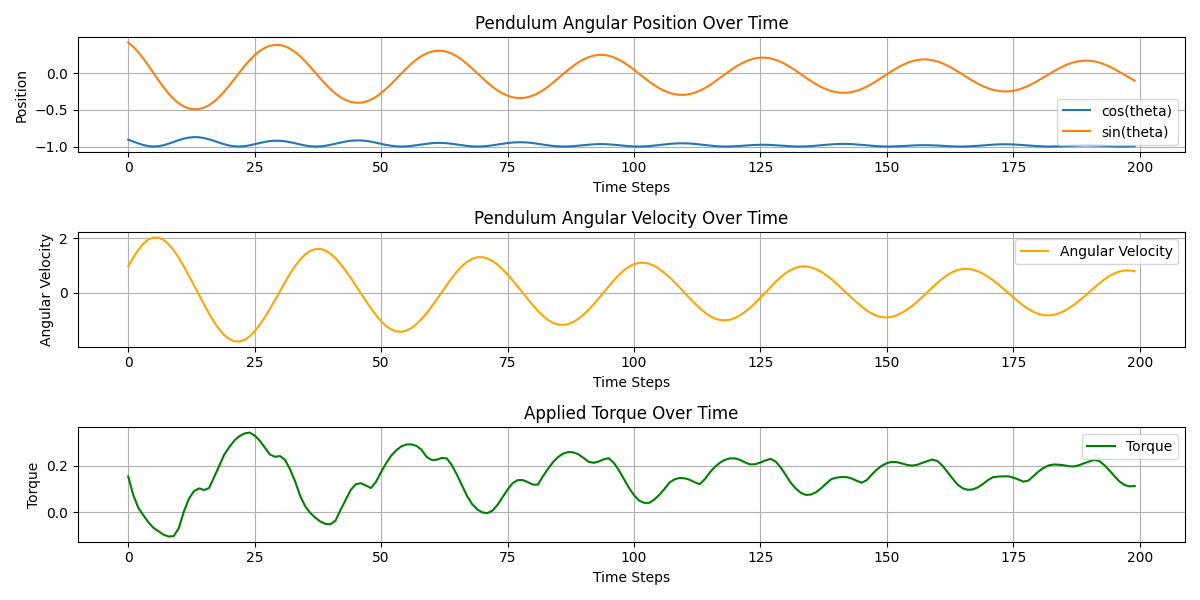 Pendulum Angular Position Over Time
Position
0.0
−0.5
−1.0
cos(theta)
sin(theta)
0 25 50 75 100 125 150 175 200
Time Steps
Pendulum Angular Velocity Over Time
Angular Velocity
2
0
Angular Velocity
0 25 50 75 100 125 150 175 200
Time Steps
Applied Torque Over Time
Torque
0.2
0.0
Torque
0 25 50 75 100 125 150 175 200
Time Steps